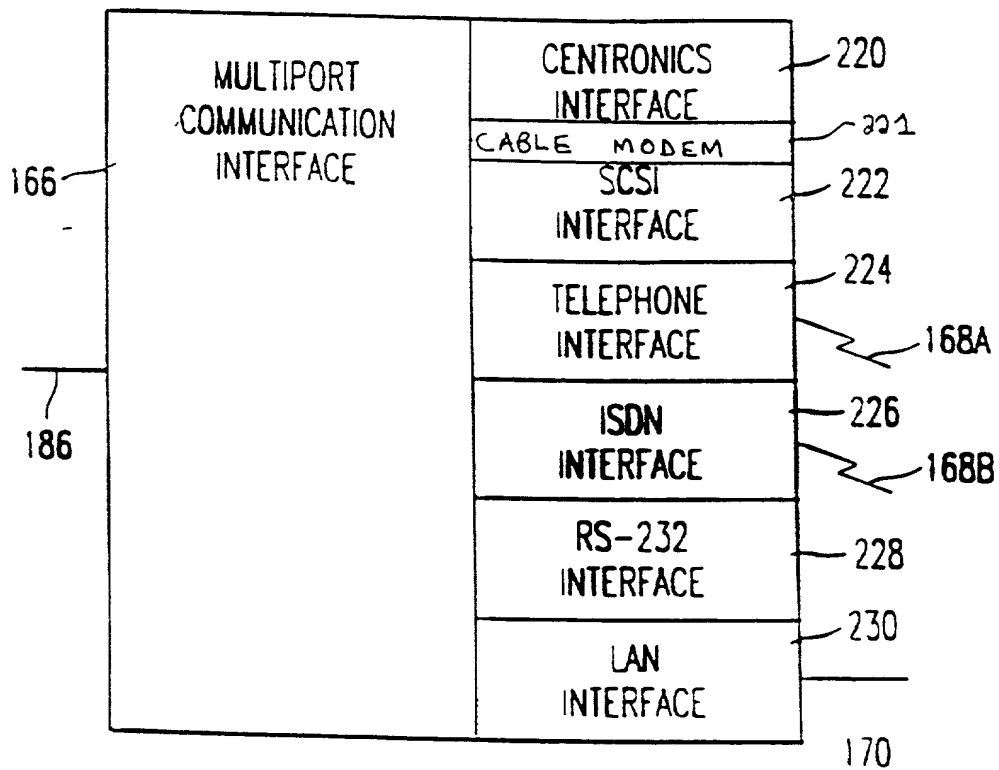 MULTIPORT
COMMUNICATION
INTERFACE
166
186
CENTRONICS
INTERFACE
220
CABLE MODEM
221
SCSI
INTERFACE
222
TELEPHONE
INTERFACE
224
168A
ISDN
INTERFACE
226
168B
RS-232
INTERFACE
228
LAN
INTERFACE
230
170